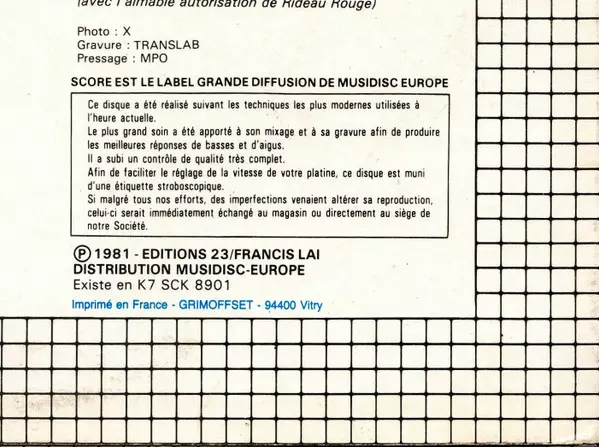 (avec l'aimable autorisation de Rideau Rouge)
Photo : X
Gravure : TRANSLAB
Pressage : MPO
SCORE EST LE LABEL GRANDE DIFFUSION DE MUSIDISC EUROPE
Ce disque a été réalisé suivant les techniques les plus modernes utilisées à
l'heure actuelle.
Le plus grand soin a été apporté à son mixage et à sa gravure afin de produire
les meilleures réponses de basses et d'aigus.
Il a subi un contrôle de qualité très complet.
Afin de faciliter le réglage de la vitesse de votre platine, ce disque est muni
d'une étiquette stroboscopique.
Si malgré tous nos efforts, des imperfections venaient altérer sa reproduction,
celui-ci serait immédiatement échangé au magasin ou directement au siège de
notre Société.
Ⓟ 1981 - EDITIONS 23/FRANCIS LAI
DISTRIBUTION MUSIDISC-EUROPE
Existe en K7 SCK 8901
Imprimé en France - GRIMOFFSET - 94400 Vitry